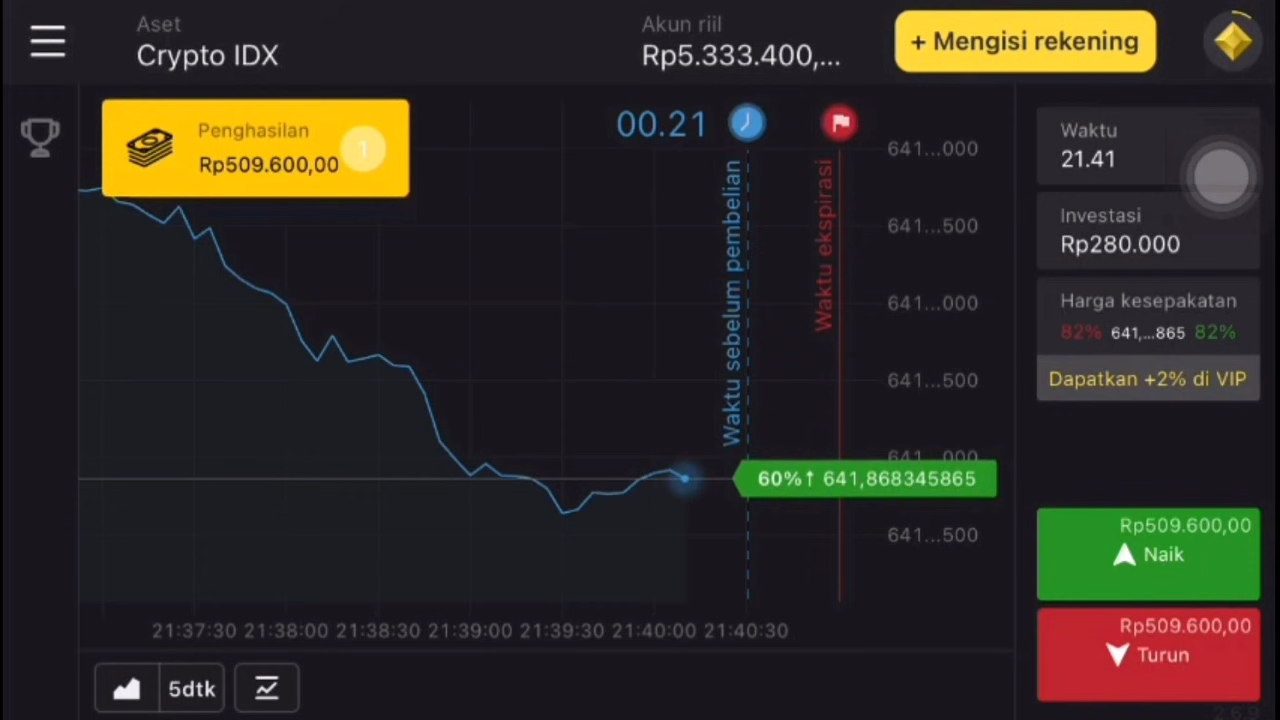 Aset
Crypto IDX
Akun riil
Rp5.333.400,...
+ Mengisi rekening
Penghasilan
Rp509.600,00
1
00.21
Waktu sebelum pembelian
Waktu ekspirasi
641...000
641...500
641...000
641...500
641...000
60%↑ 641,868345865
641...500
21:37:30 21:38:00 21:38:30 21:39:00 21:39:30 21:40:00 21:40:30
5dtk
Waktu
21.41
Investasi
Rp280.000
Harga kesepakatan
82% 641,...865 82%
Dapatkan +2% di VIP
Rp509.600,00
Naik
Rp509.600,00
Turun
2.6.9